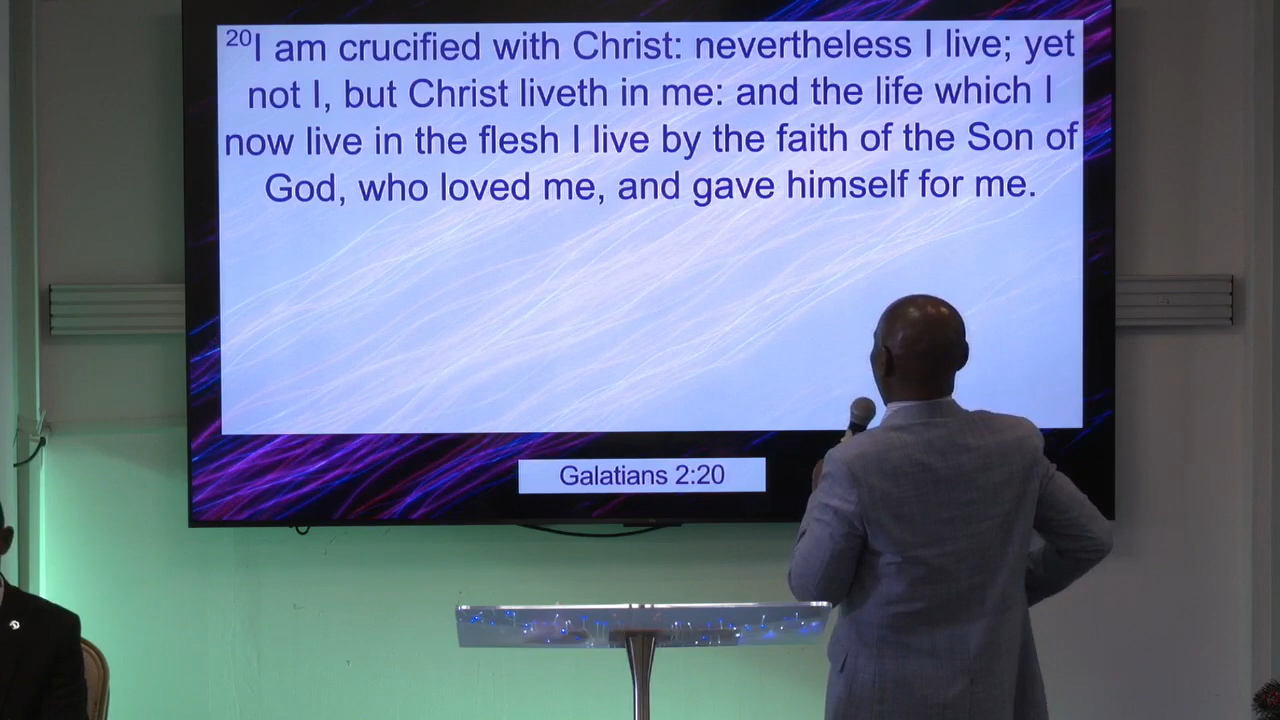 20I am crucified with Christ: nevertheless I live; yet
not I, but Christ liveth in me: and the life which I
now live in the flesh I live by the faith of the Son of
God, who loved me, and gave himself for me.
Galatians 2:20